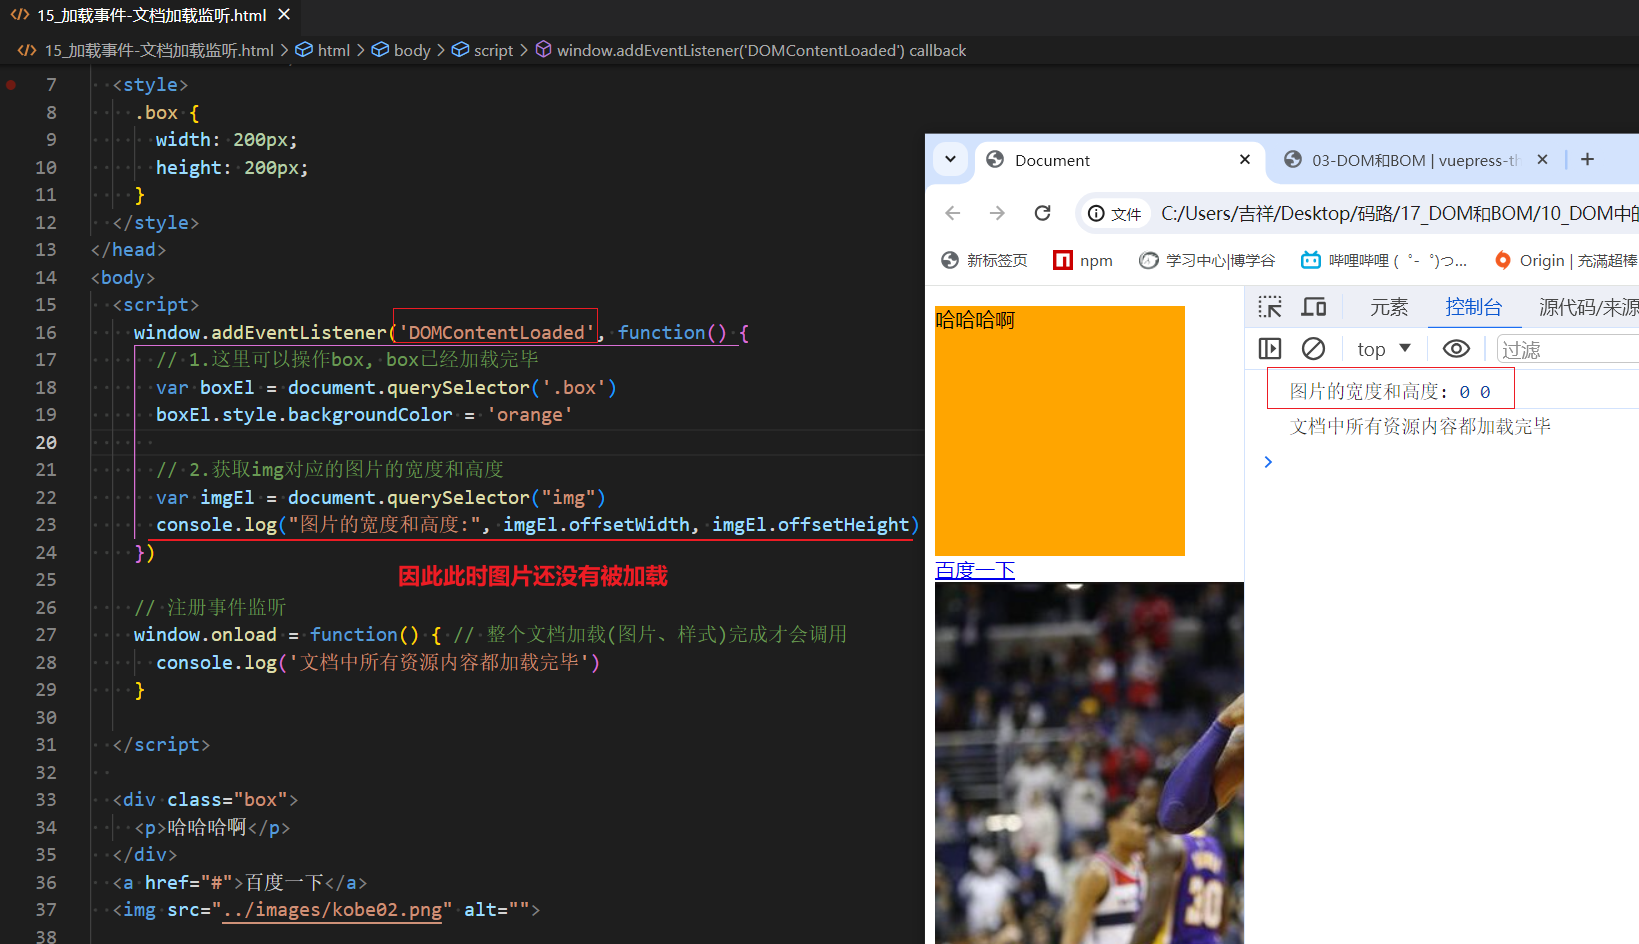 15_加载事件-文档加载监听.html
15_加载事件-文档加载监听.html > html > body > script > window.addEventListener('DOMContentLoaded') callback
7 <style>
8 .box {
9 width: 200px;
10 height: 200px;
11 }
12 </style>
13 </head>
14 <body>
15 <script>
16 window.addEventListener('DOMContentLoaded', function() {
17 // 1.这里可以操作box, box已经加载完毕
18 var boxEl = document.querySelector('.box')
19 boxEl.style.backgroundColor = 'orange'
20
21 // 2.获取img对应的图片的宽度和高度
22 var imgEl = document.querySelector("img")
23 console.log("图片的宽度和高度:", imgEl.offsetWidth, imgEl.offsetHeight)
24 })
因此此时图片还没有被加载
25
26 // 注册事件监听
27 window.onload = function() { // 整个文档加载(图片、样式)完成才会调用
28 console.log('文档中所有资源内容都加载完毕')
29 }
30
31 </script>
32
33 <div class="box">
34 <p>哈哈哈啊</p>
35 </div>
36 <a href="#">百度一下</a>
37 <img src="../images/kobe02.png" alt="">
38
Document
03-DOM和BOM | vuepress-th
文件 C:/Users/吉祥/Desktop/码路/17_DOM和BOM/10_DOM中的
新标签页 npm 学习中心|博学谷 哔哩哔哩 ( ゜- ゜)つ... Origin | 充满超棒
元素 控制台 源代码/来源
top 过滤
图片的宽度和高度: 0 0
文档中所有资源内容都加载完毕
哈哈哈啊
百度一下
30